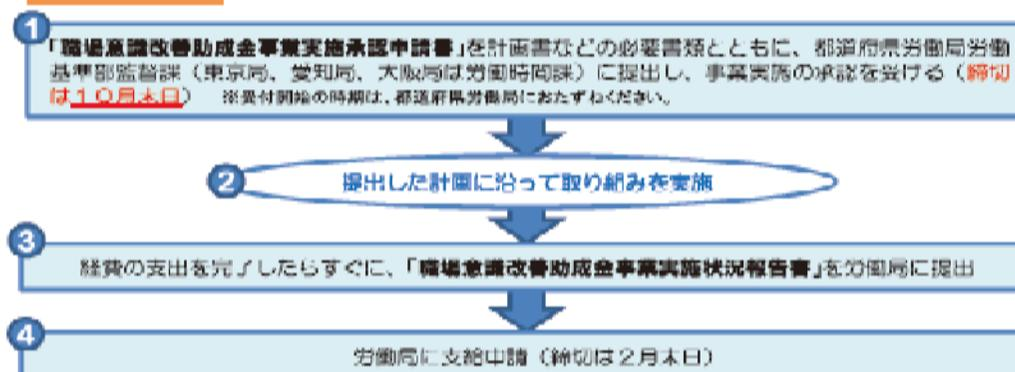 1
「職場意識改善助成金事業実施承認申請書」を計画書などの必要書類とともに、都道府県労働局労働
基準部監督課（東京局、愛知局、大阪局は労働時間課）に提出し、事業実施の承認を受ける（締切
は１０月末日） ※受付開始の時期は、都道府県労働局におたずねください。
2
提出した計画に沿って取り組みを実施
3
経費の支出を完了したらすぐに、「職場意識改善助成金事業実施状況報告書」を労働局に提出
4
労働局に支給申請（締切は２月末日）